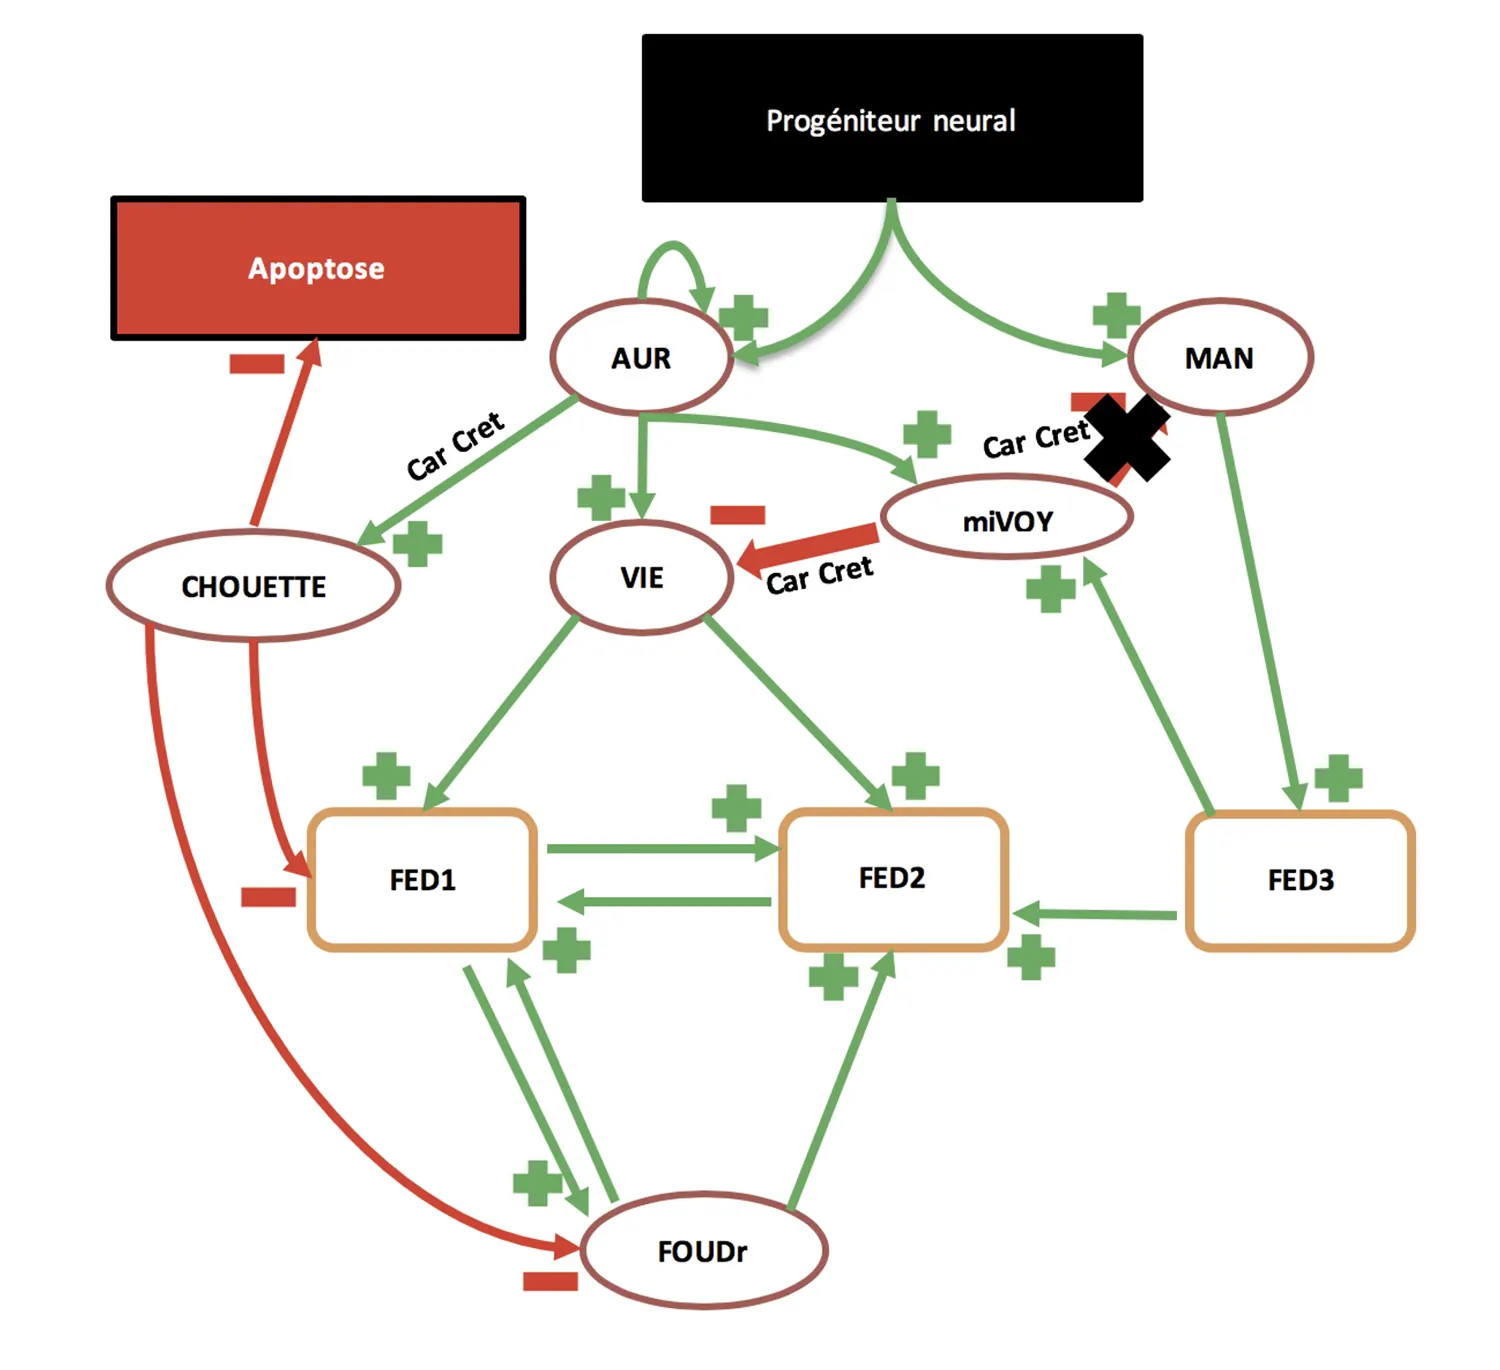 Progéniteur neural
Apoptose
AUR
MAN
Car Cret
Car Cret
miVOY
VIE
Car Cret
CHOUETTE
FED1
FED2
FED3
FOUDr